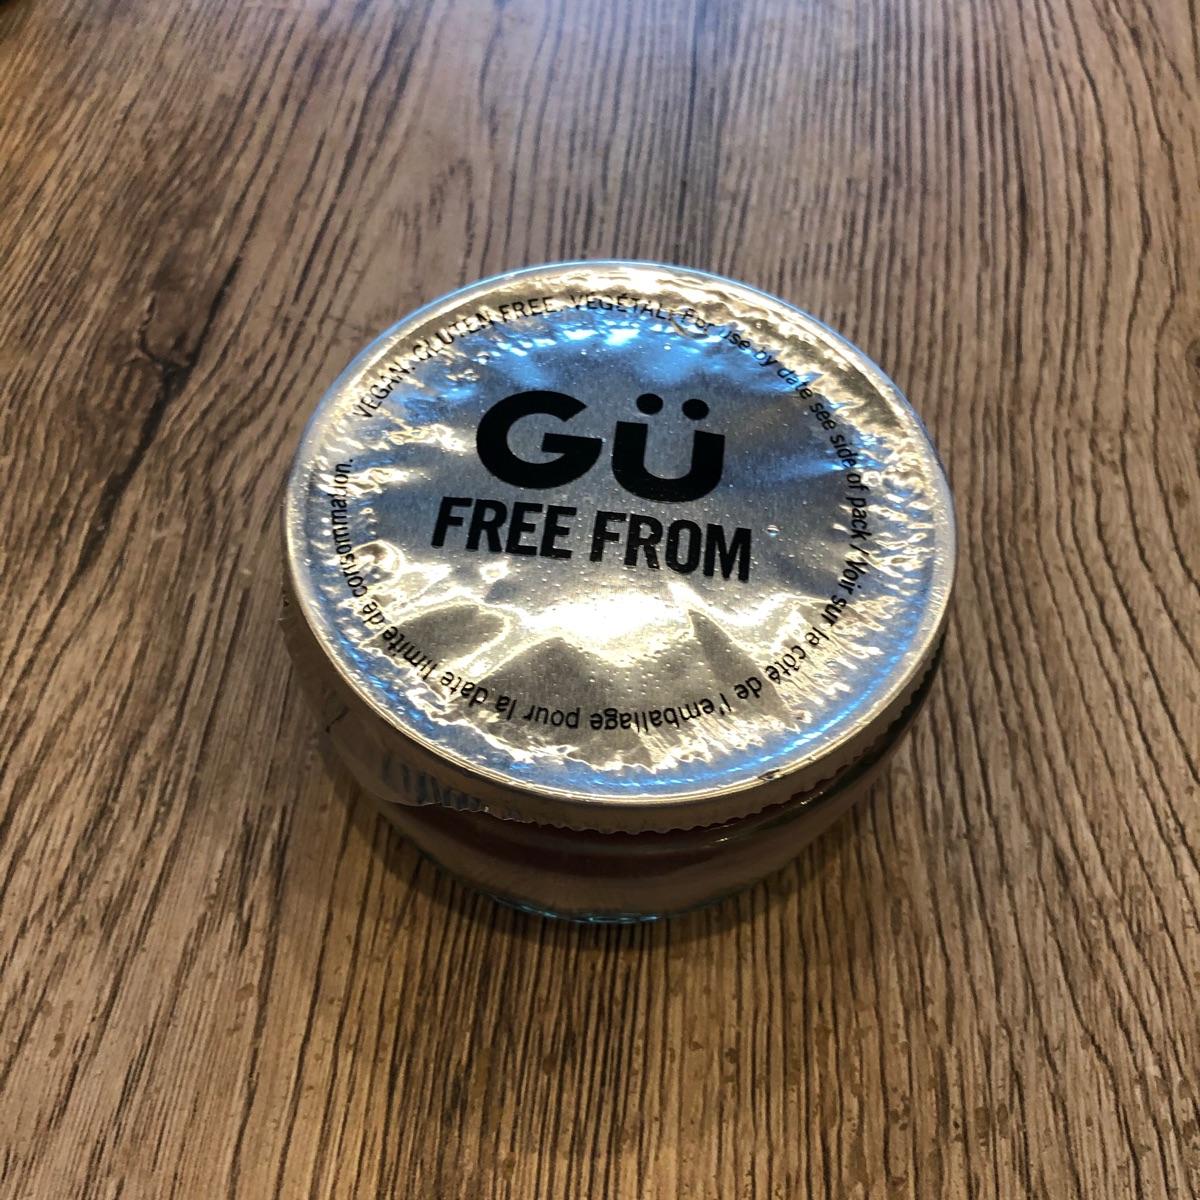 GÜ
FREE FROM
VEGAN. GLUTEN FREE. VÉGÉTAL. For use by date see side of pack / Voir sur le côté de l'emballage pour la date limite de consommation.